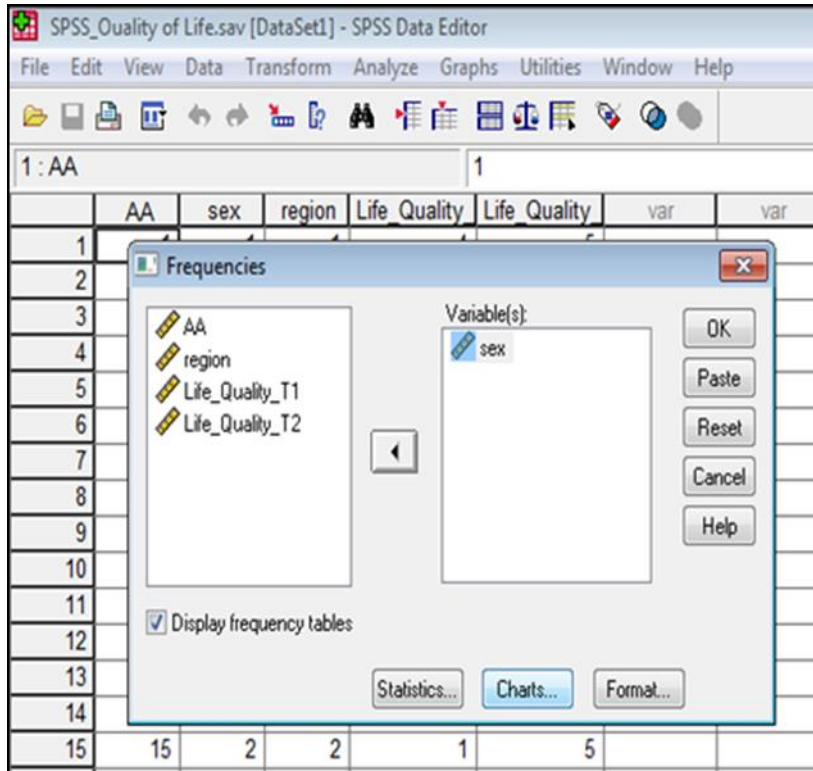 SPSS_Ouality of Life.sav [DataSet1] - SPSS Data Editor
File Edit View Data Transform Analyze Graphs Utilities Window Help
1 : AA 1
AA sex region Life_Quality_ Life_Quality_ var var
1
2
3
4
5
6
7
8
9
10
11
12
13
14
15 15 2 2 1 5
Frequencies
AA
region
Life_Quality_T1
Life_Quality_T2
Variable(s):
sex
OK
Paste
Reset
Cancel
Help
Display frequency tables
Statistics... Charts... Format...